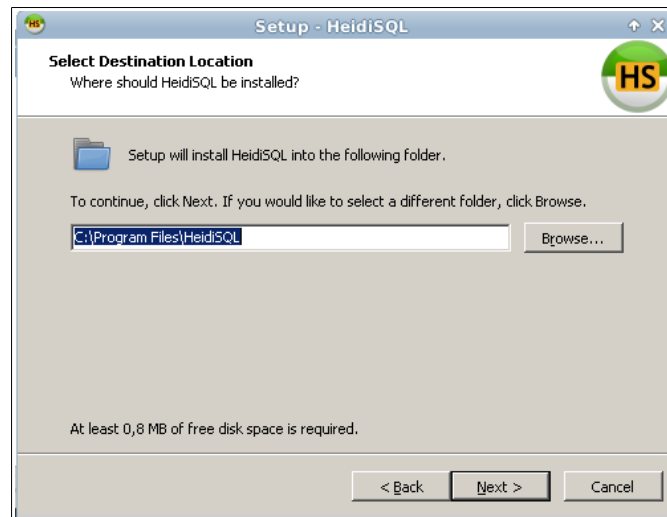 HS
Setup - HeidiSQL
Select Destination Location
Where should HeidiSQL be installed?
HS
Setup will install HeidiSQL into the following folder.
To continue, click Next. If you would like to select a different folder, click Browse.
C:\Program Files\HeidiSQL
Browse...
At least 0,8 MB of free disk space is required.
< Back
Next >
Cancel